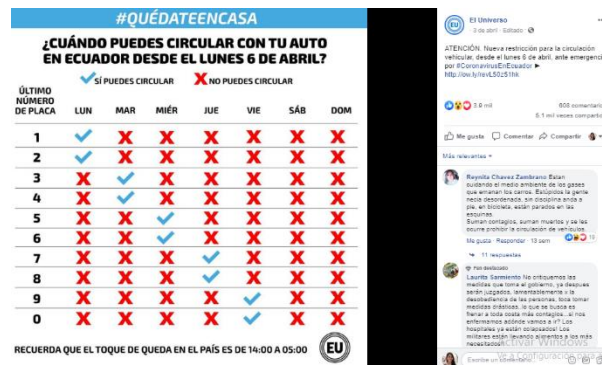 #QUÉDATEENCASA
¿CUÁNDO PUEDES CIRCULAR CON TU AUTO
EN ECUADOR DESDE EL LUNES 6 DE ABRIL?
SÍ PUEDES CIRCULAR X NO PUEDES CIRCULAR
ÚLTIMO
NÚMERO
DE PLACA LUN MAR MIÉR JUE VIE SÁB DOM
1
2
3
4
5
6
7
8
9
0
RECUERDA QUE EL TOQUE DE QUEDA EN EL PAÍS ES DE 14:00 A 05:00
EU
EU
El Universo
3 de abril · Editado
ATENCIÓN. Nueva restricción para la circulación
vehicular, desde el lunes 6 de abril, ante emergenci
por #CoronavirusEnEcuador
3,9 mil 608 comentario
5,1 mil veces compartic
Me gusta Comentar Compartir
Más relevantes
Reynita Chavez Zambrano Estan
cuidando el medio ambiente de los gases
que emanan los carros. Estúpidos la gente
necia desordenada, sin disciplina anda a
pie, en bicicleta, están parados en las
esquinas.
Suman contagios, suman muertos y se les
ocurre prohibir la circulación de vehículos.
Me gusta · Responder · 13 sem
11 respuestas
Fan destacado
Laurita Sarmiento No critiquemos las
medidas que toma el gobierno, ya despues
serán juzgados, lamentablemente x la
desobediencia de las personas, toca tomar
medidas drásticas, lo que se busca es
frenar a toda costa más contagios...si nos
enfermamos adónde vamos a ir? Los
hospitales ya están colapsados! Los
militares están llevando alimentos a los más
necesitados
Activar Windows
Ve a Configuración para
Escribe un comentario...